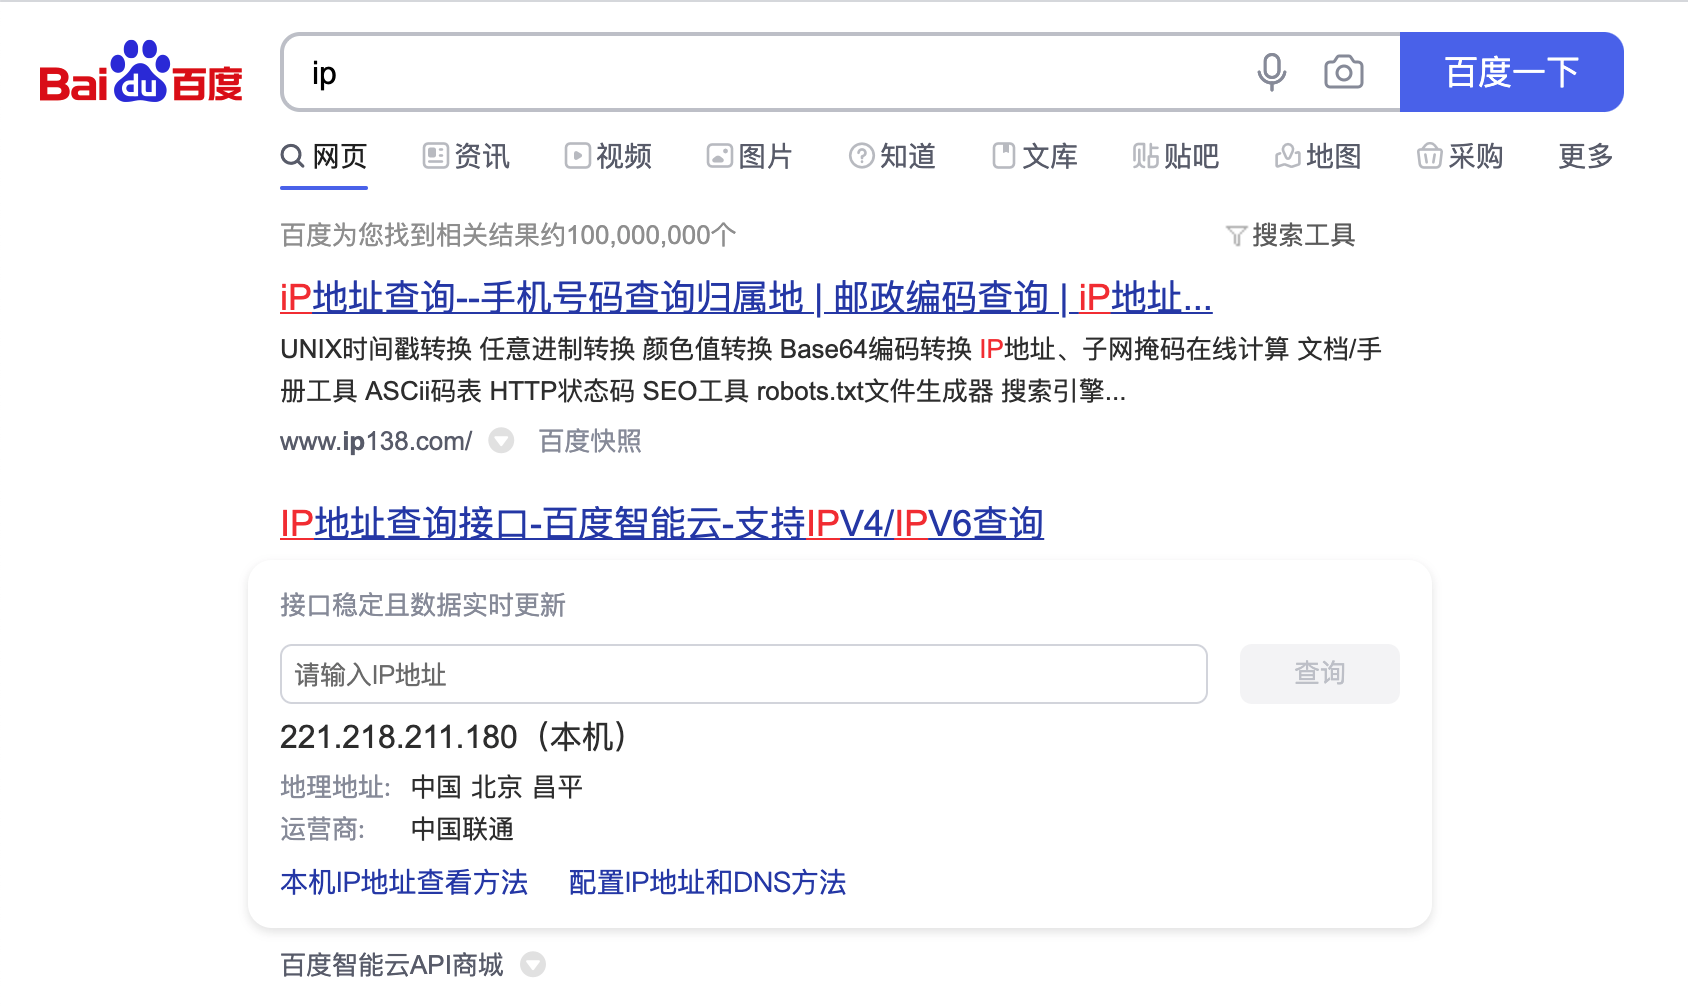 Bai du 百度
ip
百度一下
网页 资讯 视频 图片 知道 文库 贴吧 地图 采购 更多
百度为您找到相关结果约100,000,000个 搜索工具
iP地址查询--手机号码查询归属地 | 邮政编码查询 | iP地址...
UNIX时间戳转换 任意进制转换 颜色值转换 Base64编码转换 IP地址、子网掩码在线计算 文档/手
册工具 ASCii码表 HTTP状态码 SEO工具 robots.txt文件生成器 搜索引擎...
www.ip138.com/ 百度快照
IP地址查询接口-百度智能云-支持IPV4/IPV6查询
接口稳定且数据实时更新
请输入IP地址 查询
221.218.211.180（本机）
地理地址: 中国 北京 昌平
运营商: 中国联通
本机IP地址查看方法 配置IP地址和DNS方法
百度智能云API商城